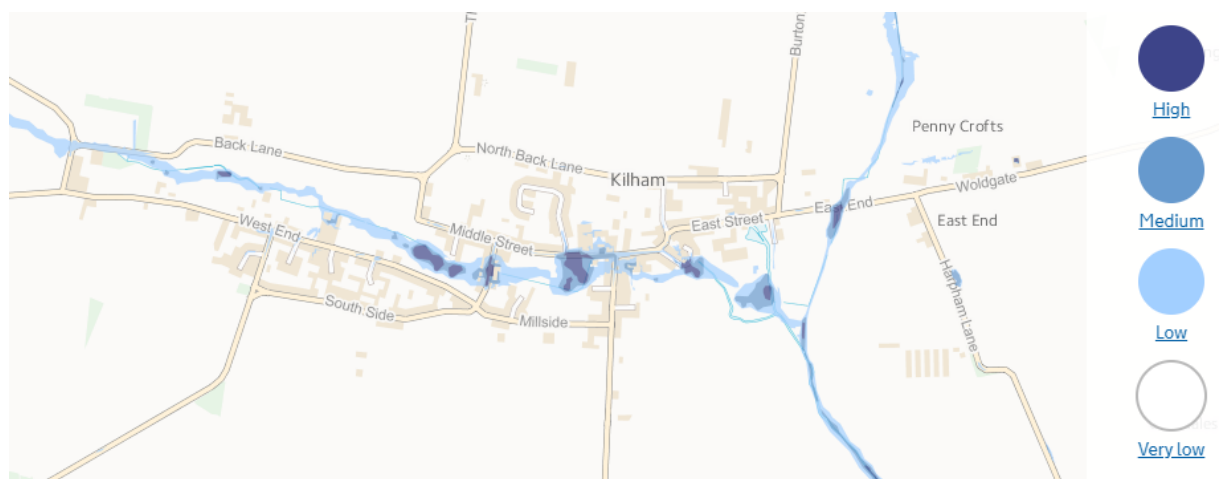 Th
Burton
High
Penny Crofts
Back Lane
North Back Lane
Kilham
Woldgate
Medium
East End
East Street
East End
West End
Middle Street
Harpham Lane
South Side
Millside
Low
Very low